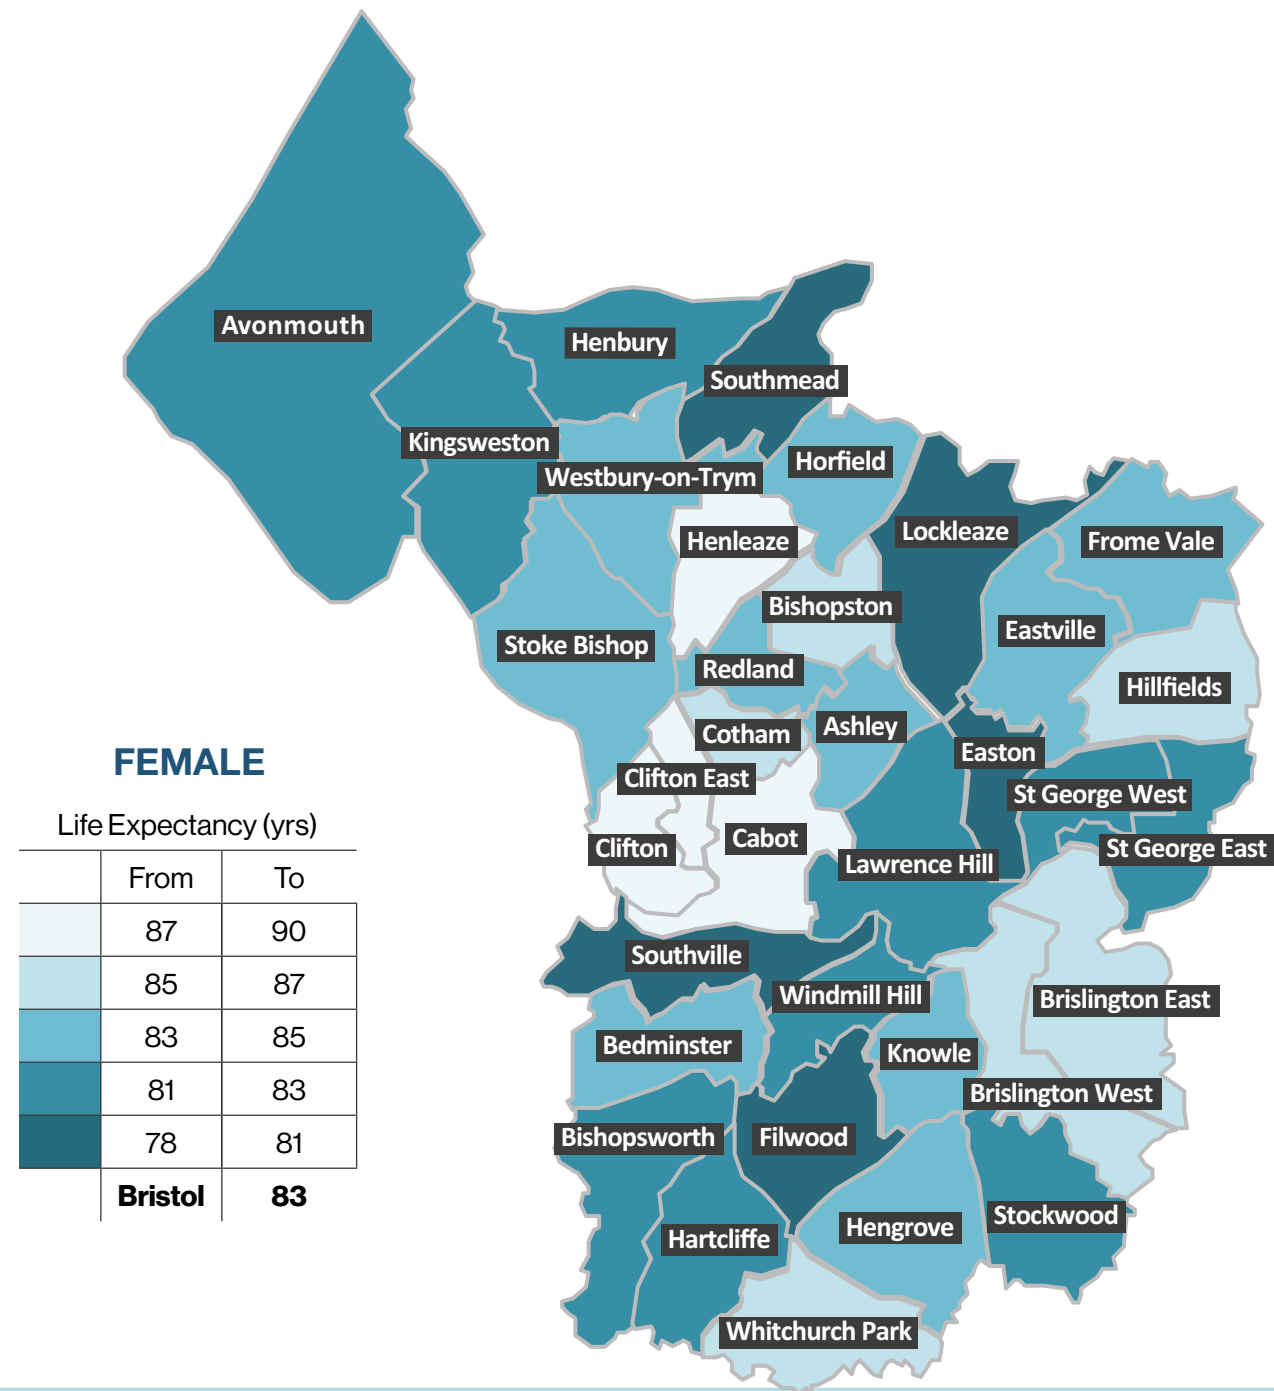 Avonmouth
Henbury
Southmead
Kingsweston
Horfield
Westbury-on-Trym
Lockleaze
Henleaze
Frome Vale
Bishopston
Eastville
Stoke Bishop
Redland
Hillfields
Ashley
Cotham
Easton
Clifton East
St George West
Cabot
Clifton
St George East
Lawrence Hill
Southville
Windmill Hill
Brislington East
Bedminster
Knowle
Brislington West
Bishopsworth
Filwood
Stockwood
Hengrove
Hartcliffe
Whitchurch Park
FEMALE
Life Expectancy (yrs)
From To
87 90
85 87
83 85
81 83
78 81
Bristol 83